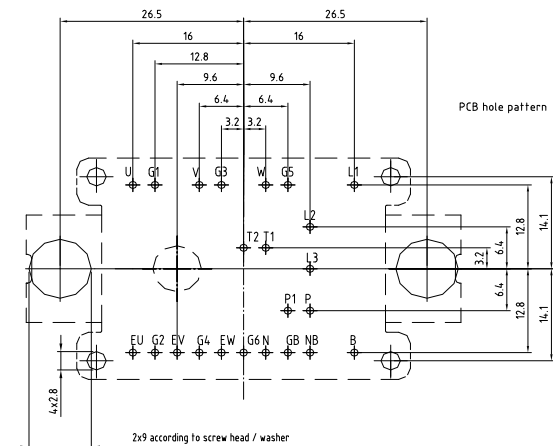 26.5 26.5
16 16
12.8
9.6 9.6
6.4 6.4
3.2 3.2
PCB hole pattern
U G1 V G3 W G5 L1
L2
T2 T1
L3
P1 P
EU G2 EV G4 EW G6 N GB NB B
3.2
6.4
12.8
14.1
6.4
12.8
14.1
4x2.8
2x9 according to screw head / washer